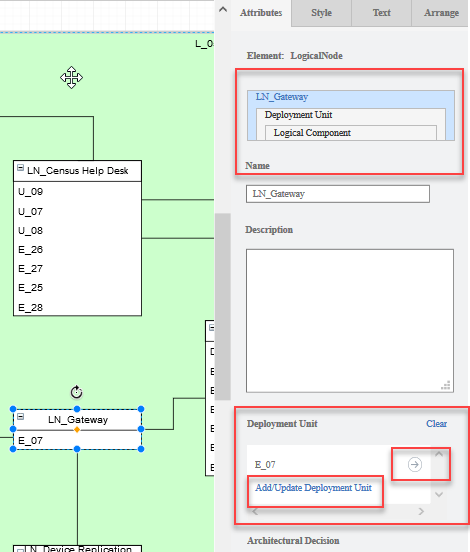 Attributes Style Text Arrange
L_0
LN_Census Help Desk
U_09
U_07
U_08
E_26
E_27
E_25
E_28
LN_Gateway
E_07
LN_Device Replication
Element: LogicalNode
LN_Gateway
Deployment Unit
Logical Component
Name
LN_Gateway
Description
Deployment Unit Clear
E_07
Add/Update Deployment Unit
Architectural Decision